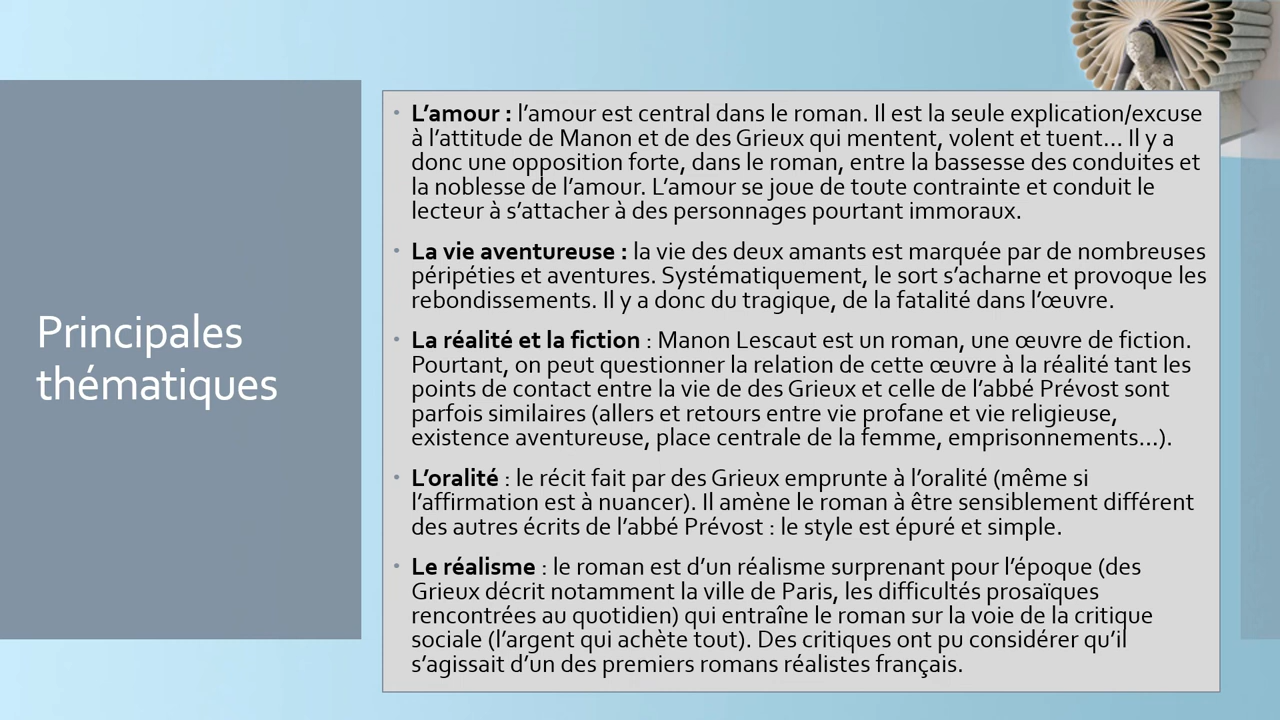 Principales
thématiques
• L'amour : l'amour est central dans le roman. Il est la seule explication/excuse
à l'attitude de Manon et de des Grieux qui mentent, volent et tuent... Il y a
donc une opposition forte, dans le roman, entre la bassesse des conduites et
la noblesse de l'amour. L'amour se joue de toute contrainte et conduit le
lecteur à s'attacher à des personnages pourtant immoraux.
• La vie aventureuse : la vie des deux amants est marquée par de nombreuses
péripéties et aventures. Systématiquement, le sort s'acharne et provoque les
rebondissements. Il y a donc du tragique, de la fatalité dans l'œuvre.
• La réalité et la fiction : Manon Lescaut est un roman, une œuvre de fiction.
Pourtant, on peut questionner la relation de cette œuvre à la réalité tant les
points de contact entre la vie de des Grieux et celle de l'abbé Prévost sont
parfois similaires (allers et retours entre vie profane et vie religieuse,
existence aventureuse, place centrale de la femme, emprisonnements...).
• L'oralité : le récit fait par des Grieux emprunte à l'oralité (même si
l'affirmation est à nuancer). Il amène le roman à être sensiblement différent
des autres écrits de l'abbé Prévost : le style est épuré et simple.
• Le réalisme : le roman est d'un réalisme surprenant pour l'époque (des
Grieux décrit notamment la ville de Paris, les difficultés prosaïques
rencontrées au quotidien) qui entraîne le roman sur la voie de la critique
sociale (l'argent qui achète tout). Des critiques ont pu considérer qu'il
s'agissait d'un des premiers romans réalistes français.